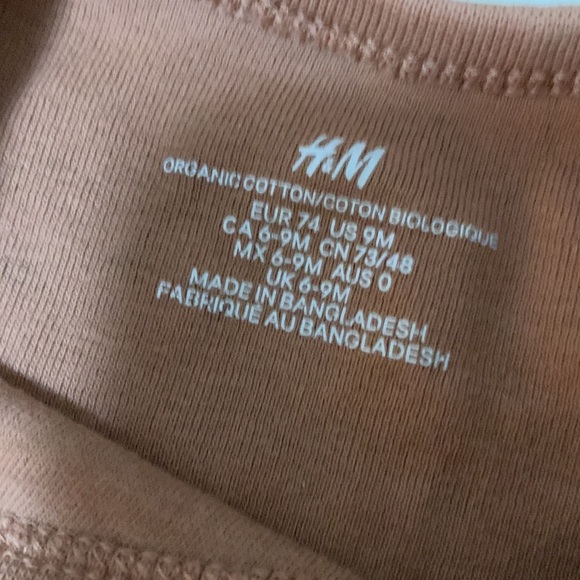 H&M
ORGANIC COTTON/COTON BIOLOGIQUE
EUR 74 US 9M
CA 6-9M CN 73/48
MX 6-9M AUS 0
UK 6-9M
MADE IN BANGLADESH
FABRIQUE AU BANGLADESH